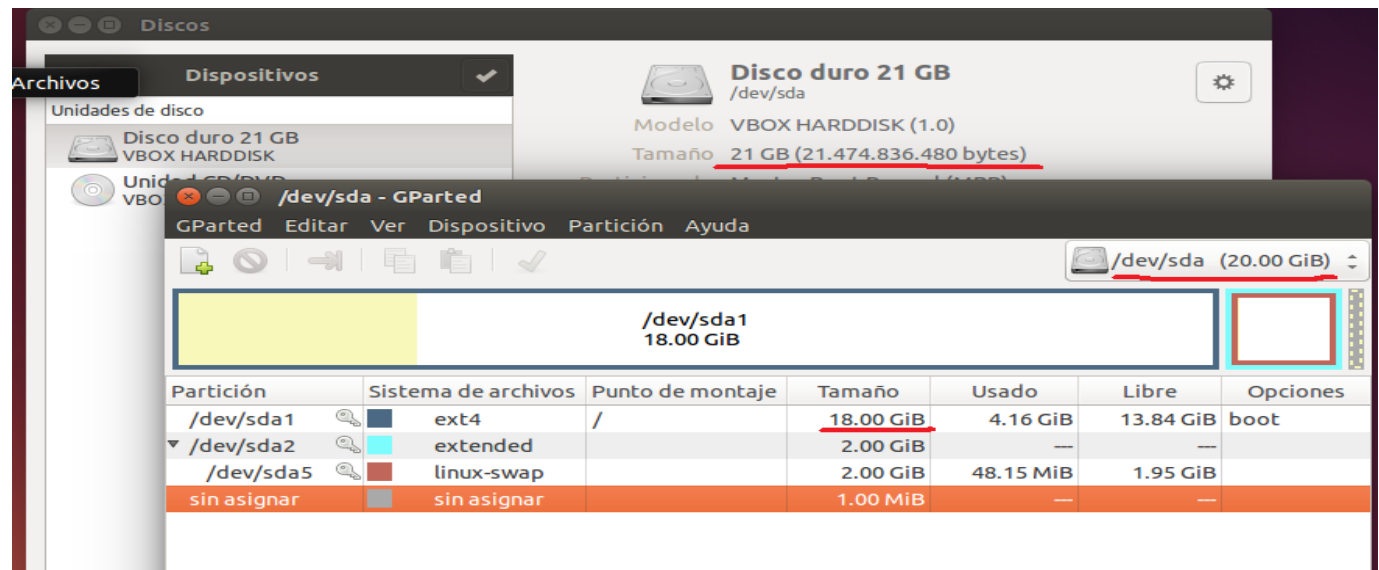 Discos
Archivos
Dispositivos
Unidades de disco
Disco duro 21 GB
VBOX HARDDISK
VBO
Disco duro 21 GB
/dev/sda
Modelo VBOX HARDDISK (1.0)
Tamaño 21 GB (21.474.836.480 bytes)
/dev/sda - GParted
GParted Editar Ver Dispositivo Partición Ayuda
/dev/sda (20.00 GiB)
/dev/sda1
18.00 GiB
Partición Sistema de archivos Punto de montaje Tamaño Usado Libre Opciones
/dev/sda1 ext4 / 18.00 GiB 4.16 GiB 13.84 GiB boot
/dev/sda2 extended 2.00 GiB --- ---
/dev/sda5 linux-swap 2.00 GiB 48.15 MiB 1.95 GiB
sin asignar sin asignar 1.00 MiB --- ---